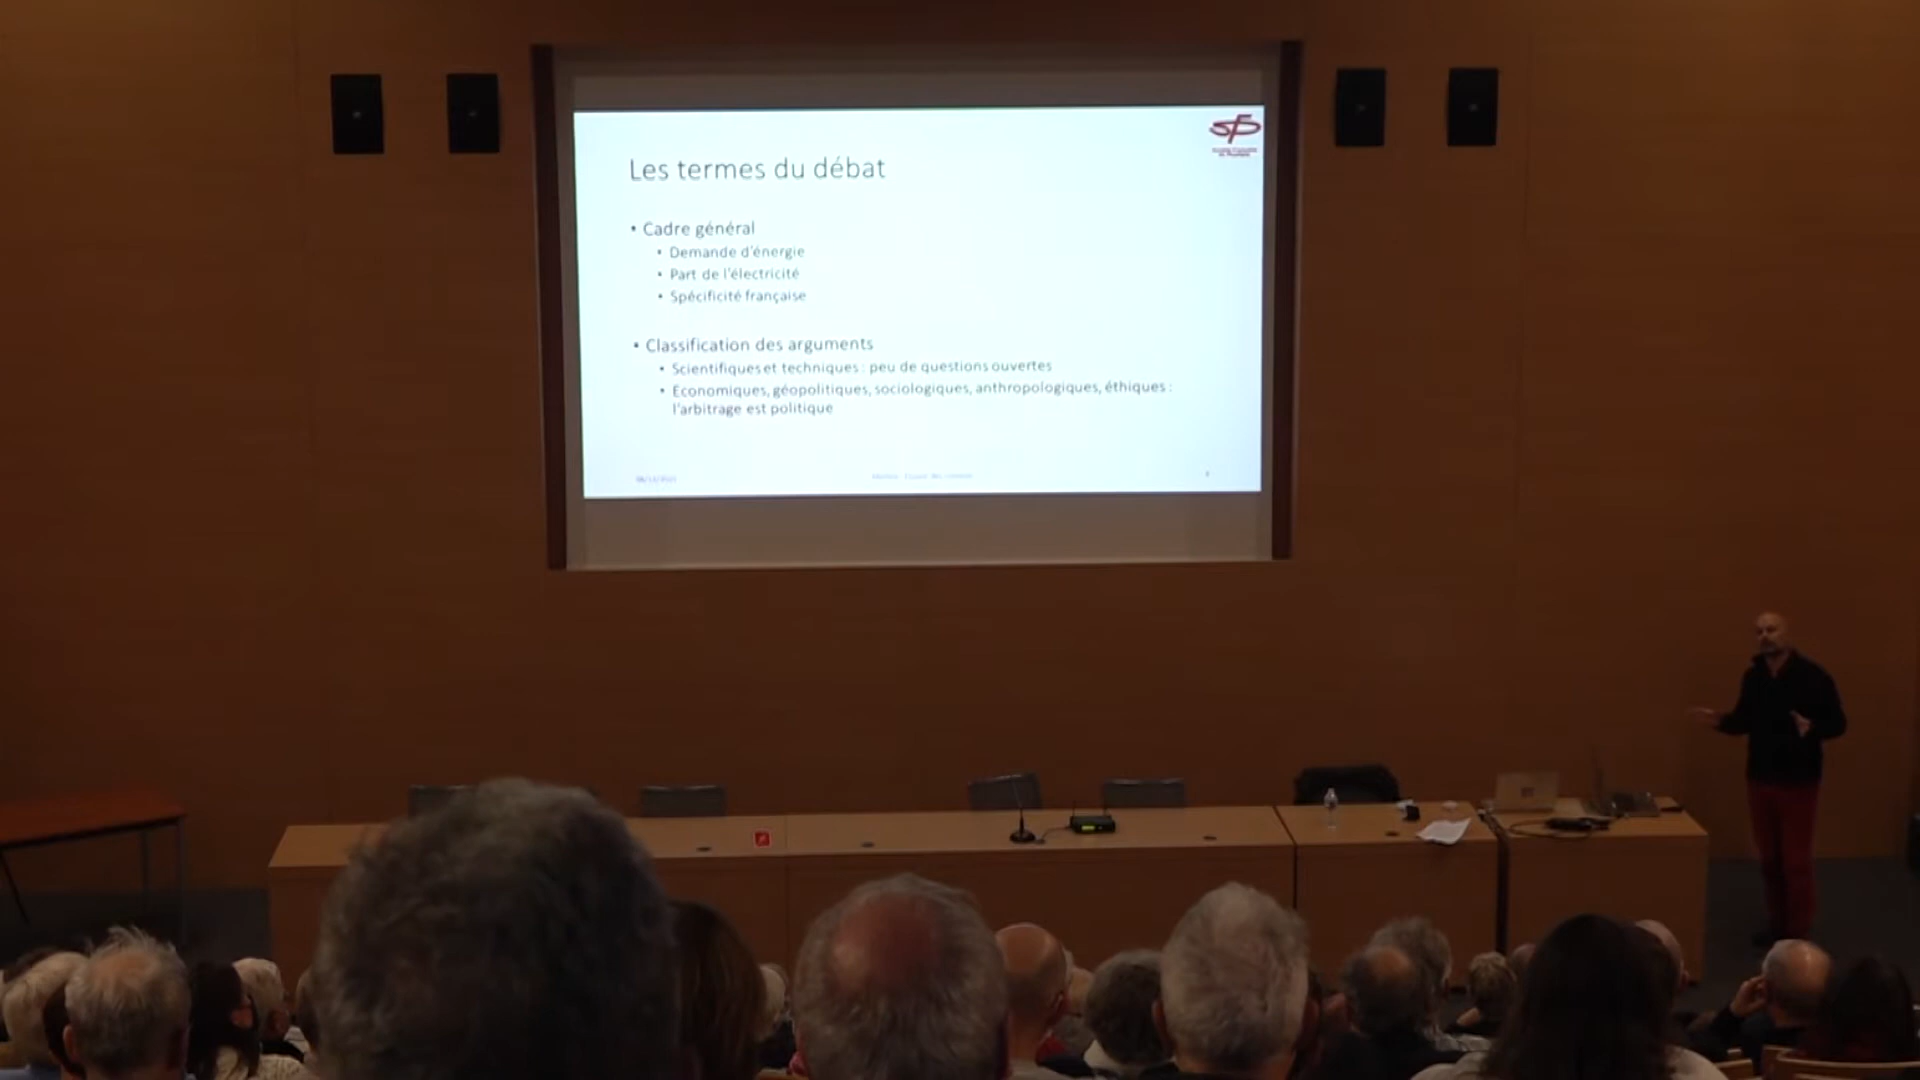 Les termes du débat
• Cadre général
• Demande d'énergie
• Part de l'électricité
• Spécificité française
• Classification des arguments
• Scientifiques et techniques : peu de questions ouvertes
• Economiques, géopolitiques, sociologiques, anthropologiques, éthiques :
l'arbitrage est politique